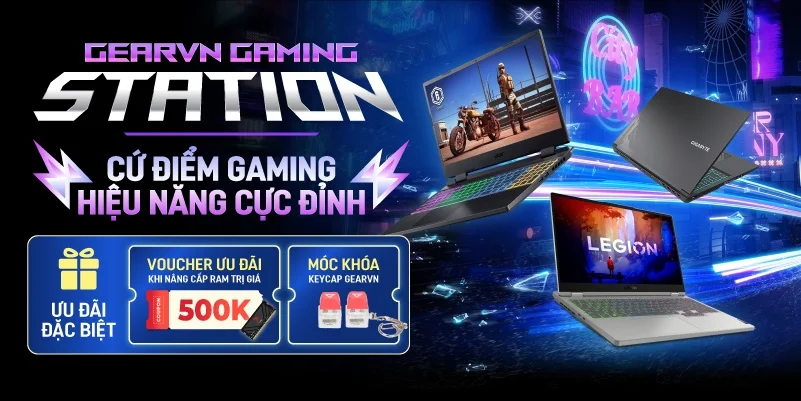 GEARVN GAMING
STATION
CỨ ĐIỂM GAMING
HIỆU NĂNG CỰC ĐỈNH
ƯU ĐÃI
ĐẶC BIỆT
VOUCHER ƯU ĐÃI
KHI NÂNG CẤP RAM TRỊ GIÁ
COUPON
500K
MÓC KHÓA
KEYCAP GEARVN
GIGABYTE
LEGION